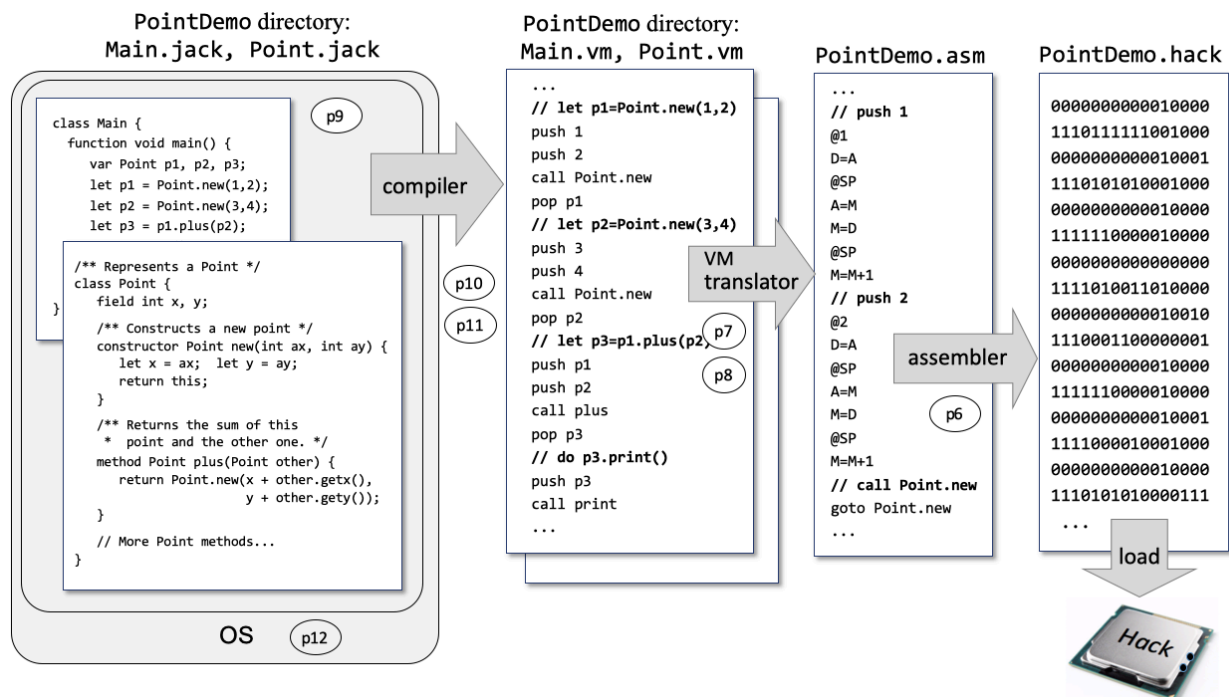 PointDemo directory:
Main.jack, Point.jack
p9
class Main {
function void main() {
var Point p1, p2, p3;
let p1 = Point.new(1,2);
let p2 = Point.new(3,4);
let p3 = p1.plus(p2);
}
/** Represents a Point */
class Point {
field int x, y;
/** Constructs a new point */
constructor Point new(int ax, int ay) {
let x = ax; let y = ay;
return this;
}
/** Returns the sum of this
* point and the other one. */
method Point plus(Point other) {
return Point.new(x + other.getx(),
y + other.gety());
}
// More Point methods...
}
OS
p12
compiler
p10
p11
PointDemo directory:
Main.vm, Point.vm
...
// let p1=Point.new(1,2)
push 1
push 2
call Point.new
pop p1
// let p2=Point.new(3,4)
push 3
push 4
call Point.new
pop p2
// let p3=p1.plus(p2)
push p1
push p2
call plus
pop p3
// do p3.print()
push p3
call print
...
VM
translator
p7
p8
PointDemo.asm
...
// push 1
@1
D=A
@SP
A=M
M=D
@SP
M=M+1
// push 2
@2
D=A
@SP
A=M
M=D
@SP
M=M+1
// call Point.new
goto Point.new
...
assembler
p6
PointDemo.hack
0000000000010000
1110111111001000
0000000000010001
1110101010001000
0000000000010000
1111110000010000
0000000000000000
1111010011010000
0000000000010010
1110001100000001
0000000000010000
1111110000010000
0000000000010001
1111000010001000
0000000000010000
1110101010000111
...
load
Hack